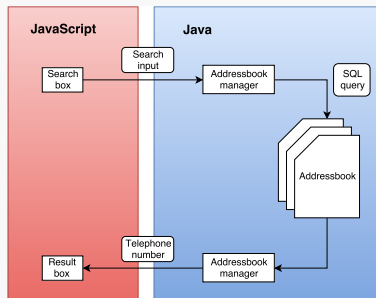 JavaScript
Java
Search
input
Search
box
Addressbook
manager
SQL
query
Addressbook
Telephone
number
Result
box
Addressbook
manager